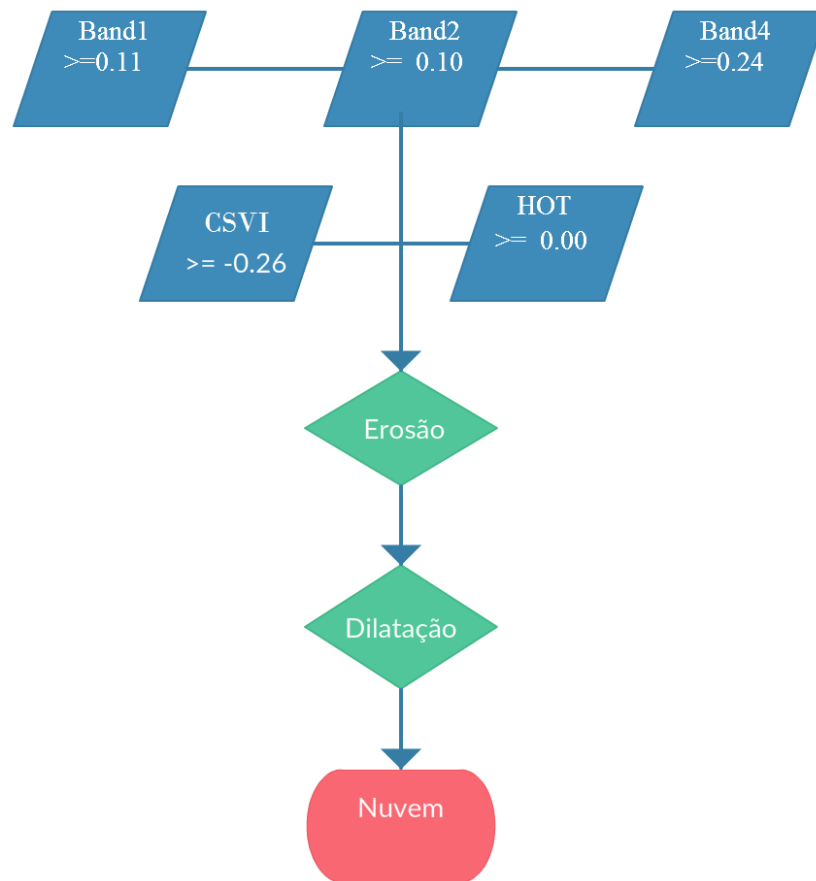 Band1
>=0.11
Band2
>= 0.10
Band4
>=0.24
CSVI
>= -0.26
HOT
>= 0.00
Erosão
Dilatação
Nuvem